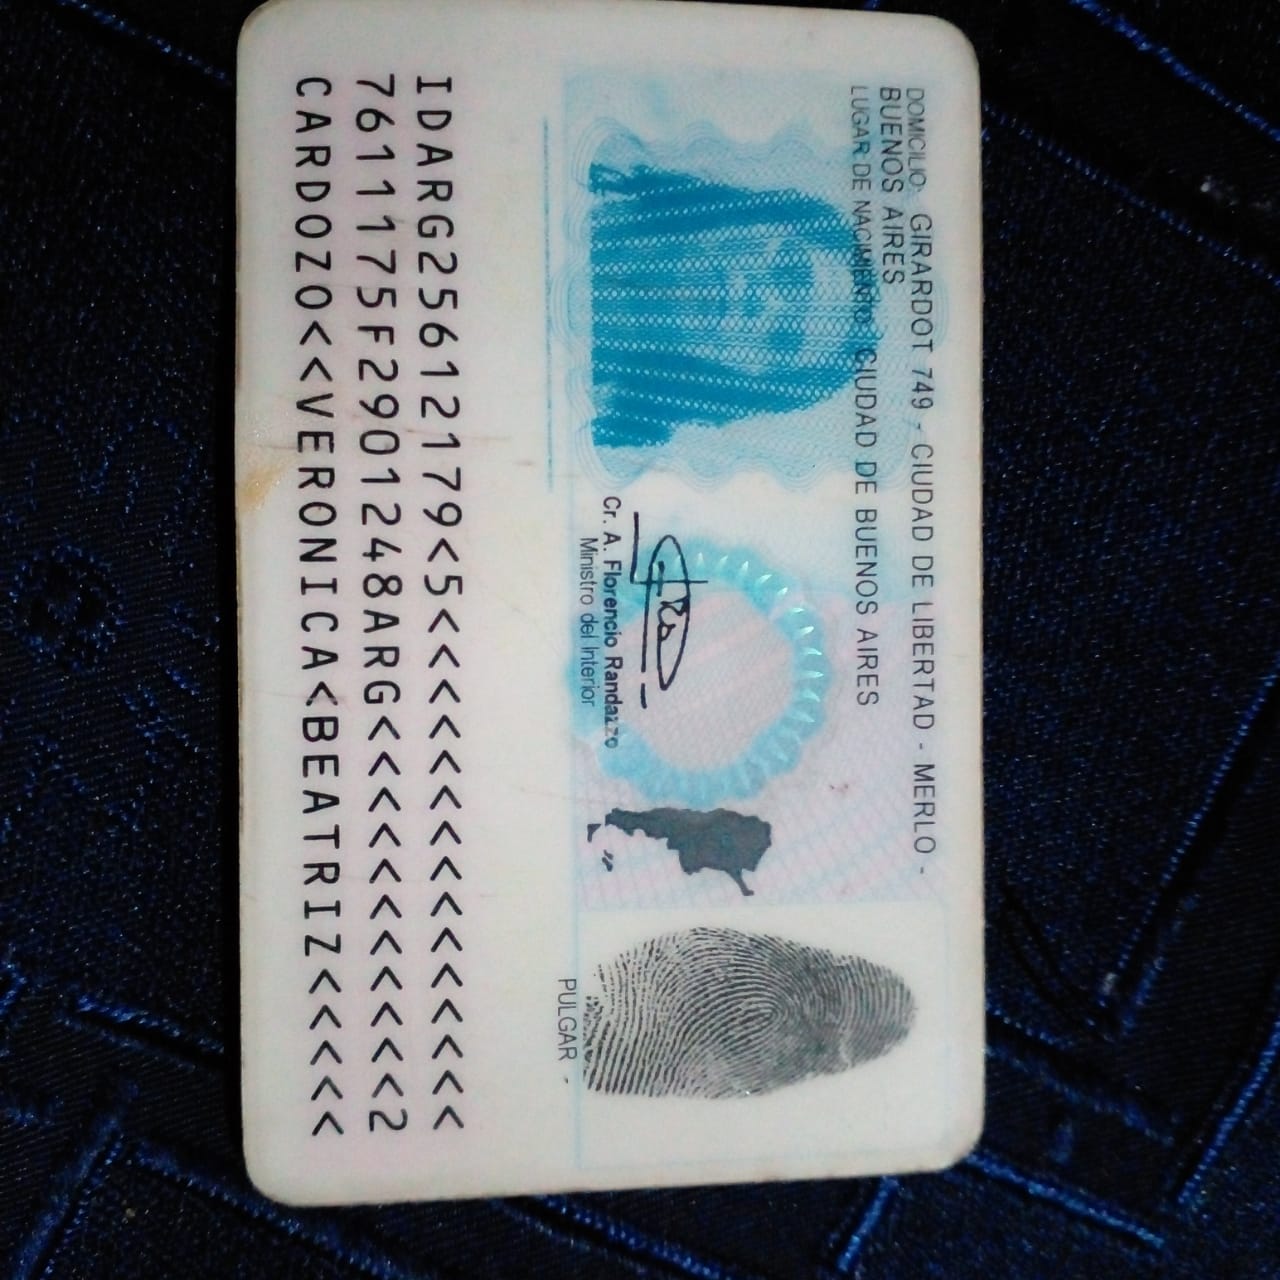 DOMICILIO: GIRARDOT 749 - CIUDAD DE LIBERTAD - MERLO -
BUENOS AIRES
LUGAR DE NACIMIENTO: CIUDAD DE BUENOS AIRES
Cr. A. Florencio Randazzo
Ministro del Interior
PULGAR
IDARG25612179<5<<<<<<<<<<<<<<<
7611175F2901248ARG<<<<<<<<<<<2
CARDOZO<<VERONICA<BEATRIZ<<<<<